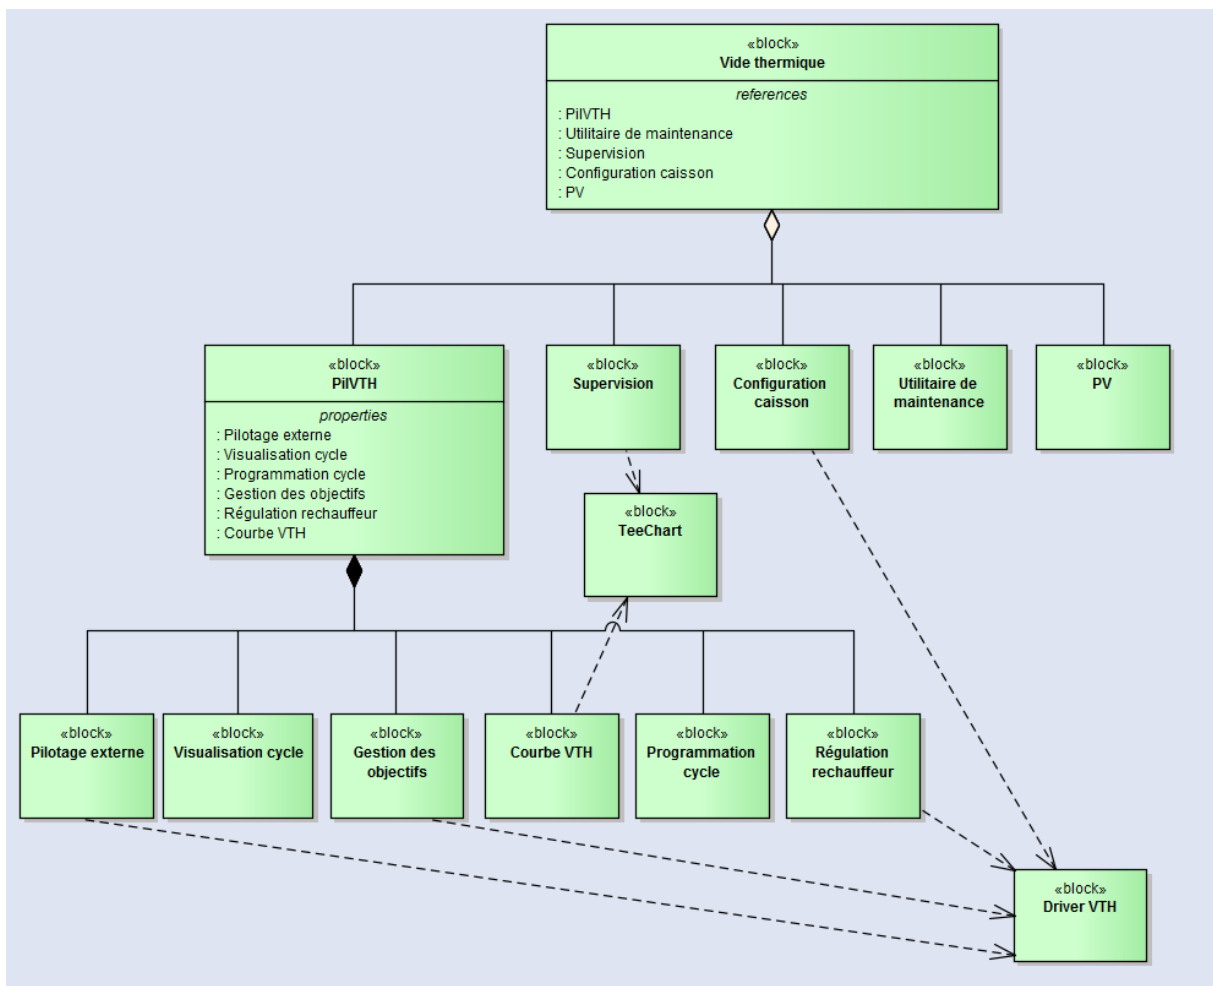 «block»
Vide thermique
references
: PilVTH
: Utilitaire de maintenance
: Supervision
: Configuration caisson
: PV
«block»
PilVTH
properties
: Pilotage externe
: Visualisation cycle
: Programmation cycle
: Gestion des objectifs
: Régulation rechauffeur
: Courbe VTH
«block»
Supervision
«block»
Configuration
caisson
«block»
Utilitaire de
maintenance
«block»
PV
«block»
TeeChart
«block»
Pilotage externe
«block»
Visualisation cycle
«block»
Gestion des
objectifs
«block»
Courbe VTH
«block»
Programmation
cycle
«block»
Régulation
rechauffeur
«block»
Driver VTH